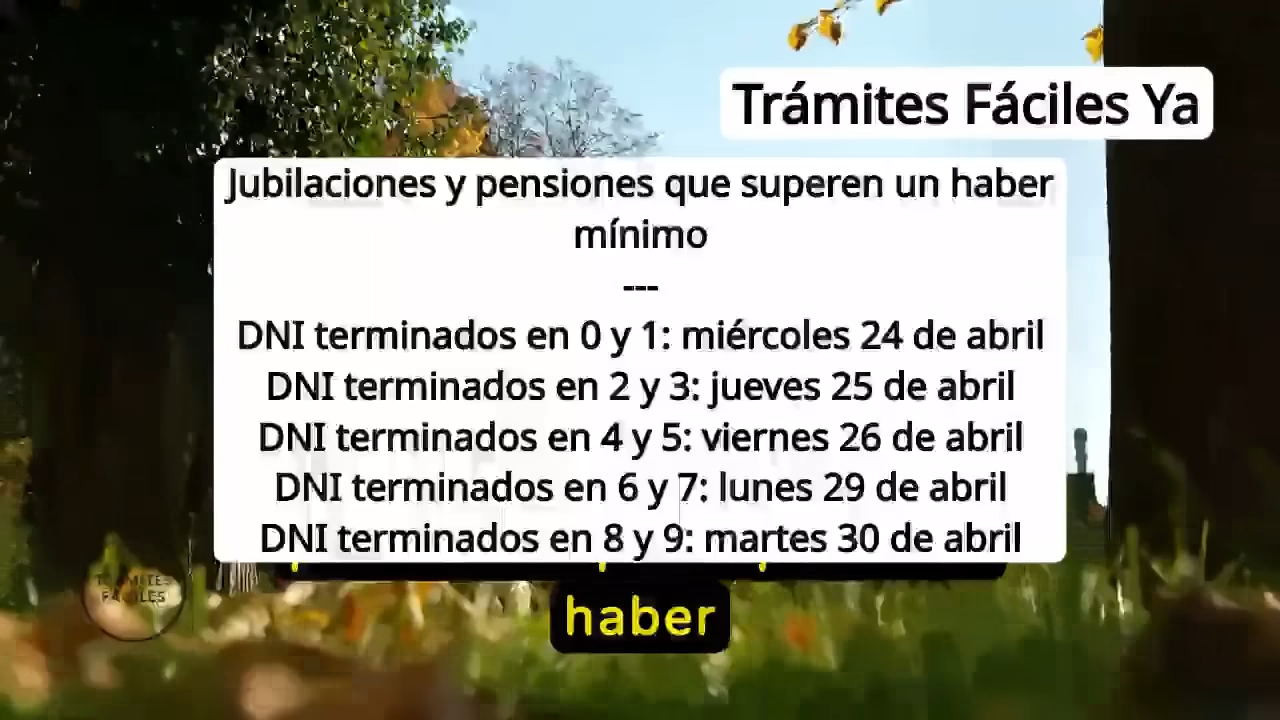 Trámites Fáciles Ya
Jubilaciones y pensiones que superen un haber
mínimo
---
DNI terminados en 0 y 1: miércoles 24 de abril
DNI terminados en 2 y 3: jueves 25 de abril
DNI terminados en 4 y 5: viernes 26 de abril
DNI terminados en 6 y 7: lunes 29 de abril
DNI terminados en 8 y 9: martes 30 de abril
TRÁMITES
FÁCILES
haber